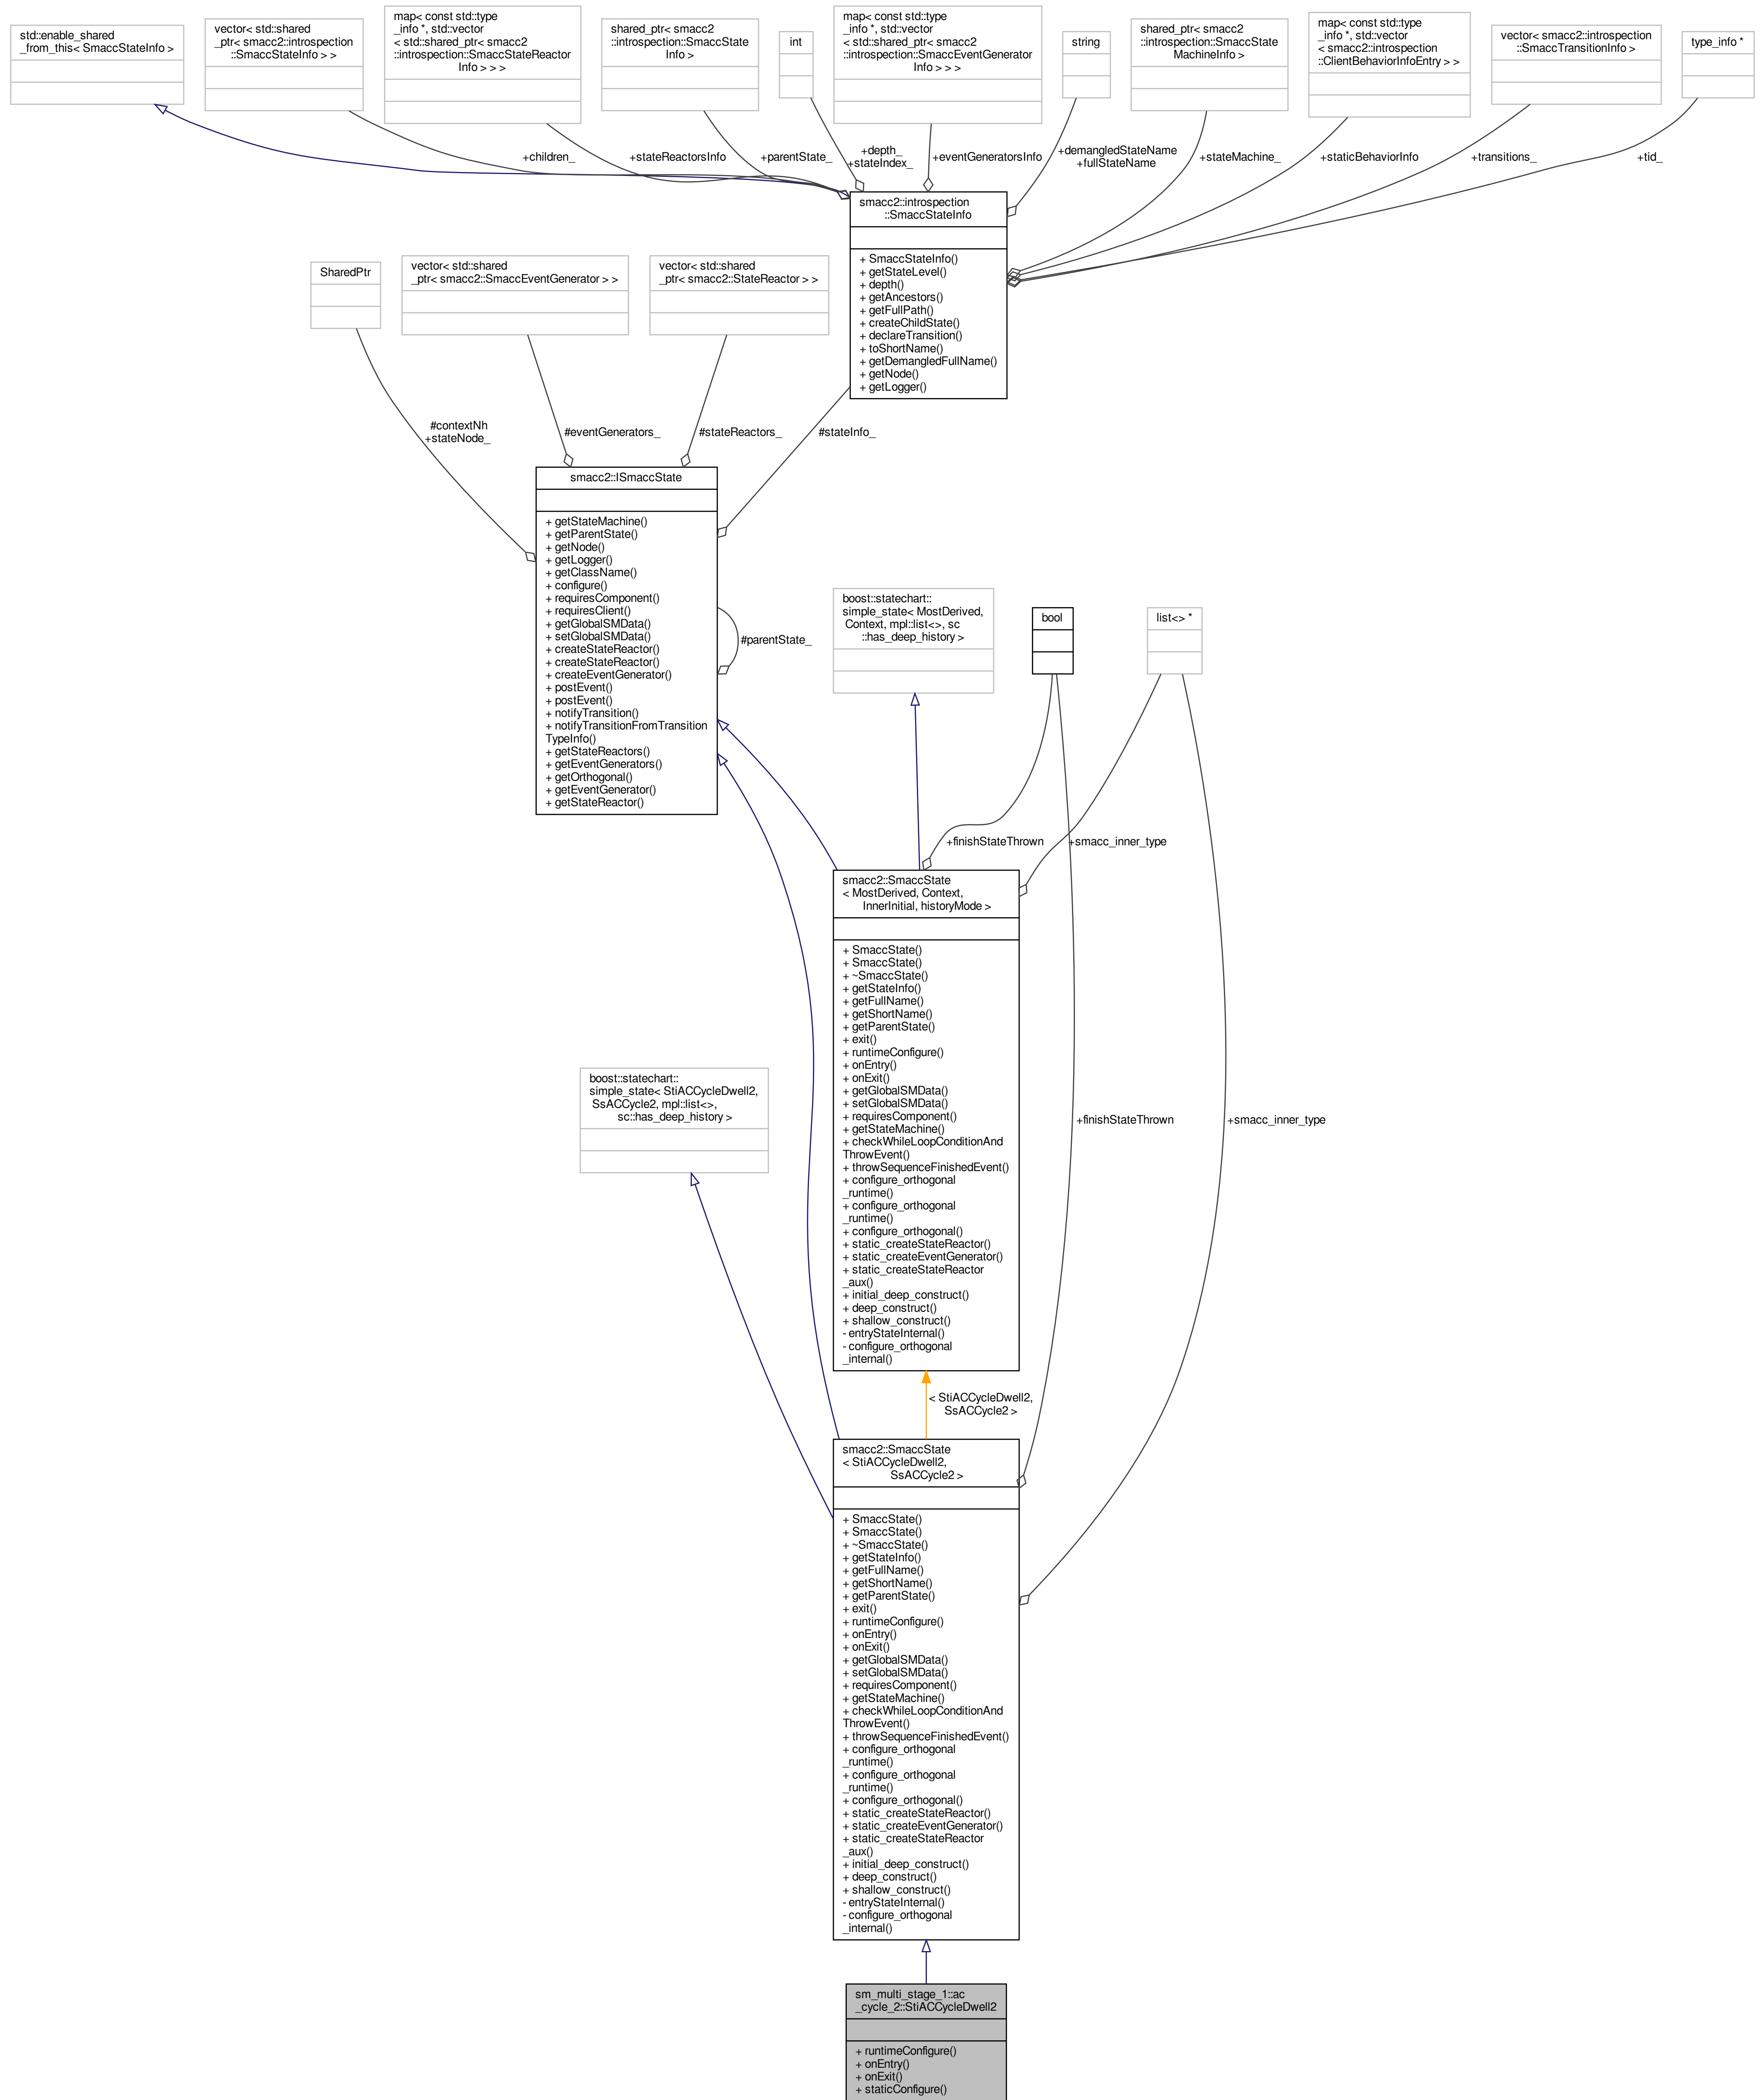 std::enable_shared
_from_this< SmaccStateInfo >
vector< std::shared
_ptr< smacc2::introspection
::SmaccStateInfo > >
map< const std::type
_info *, std::vector
< std::shared_ptr< smacc2
::introspection::SmaccStateReactor
Info > > >
shared_ptr< smacc2
::introspection::SmaccState
Info >
int
map< const std::type
_info *, std::vector
< std::shared_ptr< smacc2
::introspection::SmaccEventGenerator
Info > > >
string
shared_ptr< smacc2
::introspection::SmaccState
MachineInfo >
map< const std::type
_info *, std::vector
< smacc2::introspection
::ClientBehaviorInfoEntry > >
vector< smacc2::introspection
::SmaccTransitionInfo >
type_info *
+children_
+stateReactorsInfo
+parentState_
+depth_
+stateIndex_
+eventGeneratorsInfo
+demangledStateName
+fullStateName
+stateMachine_
+staticBehaviorInfo
+transitions_
+tid_
smacc2::introspection
::SmaccStateInfo
+ SmaccStateInfo()
+ getStateLevel()
+ depth()
+ getAncestors()
+ getFullPath()
+ createChildState()
+ declareTransition()
+ toShortName()
+ getDemangledFullName()
+ getNode()
+ getLogger()
SharedPtr
vector< std::shared
_ptr< smacc2::SmaccEventGenerator > >
vector< std::shared
_ptr< smacc2::StateReactor > >
#contextNh
+stateNode_
#eventGenerators_
#stateReactors_
#stateInfo_
smacc2::ISmaccState
+ getStateMachine()
+ getParentState()
+ getNode()
+ getLogger()
+ getClassName()
+ configure()
+ requiresComponent()
+ requiresClient()
+ getGlobalSMData()
+ setGlobalSMData()
+ createStateReactor()
+ createStateReactor()
+ createEventGenerator()
+ postEvent()
+ postEvent()
+ notifyTransition()
+ notifyTransitionFromTransition
TypeInfo()
+ getStateReactors()
+ getEventGenerators()
+ getOrthogonal()
+ getEventGenerator()
+ getStateReactor()
#parentState_
boost::statechart::
simple_state< MostDerived,
Context, mpl::list<>, sc
::has_deep_history >
bool
list<> *
+finishStateThrown
+smacc_inner_type
smacc2::SmaccState
< MostDerived, Context,
InnerInitial, historyMode >
+ SmaccState()
+ SmaccState()
+ ~SmaccState()
+ getStateInfo()
+ getFullName()
+ getShortName()
+ getParentState()
+ exit()
+ runtimeConfigure()
+ onEntry()
+ onExit()
+ getGlobalSMData()
+ setGlobalSMData()
+ requiresComponent()
+ getStateMachine()
+ checkWhileLoopConditionAnd
ThrowEvent()
+ throwSequenceFinishedEvent()
+ configure_orthogonal
_runtime()
+ configure_orthogonal
_runtime()
+ configure_orthogonal()
+ static_createStateReactor()
+ static_createEventGenerator()
+ static_createStateReactor
_aux()
+ initial_deep_construct()
+ deep_construct()
+ shallow_construct()
- entryStateInternal()
- configure_orthogonal
_internal()
boost::statechart::
simple_state< StiACCycleDwell2,
SsACCycle2, mpl::list<>,
sc::has_deep_history >
+finishStateThrown
+smacc_inner_type
< StiACCycleDwell2,
SsACCycle2 >
smacc2::SmaccState
< StiACCycleDwell2,
SsACCycle2 >
+ SmaccState()
+ SmaccState()
+ ~SmaccState()
+ getStateInfo()
+ getFullName()
+ getShortName()
+ getParentState()
+ exit()
+ runtimeConfigure()
+ onEntry()
+ onExit()
+ getGlobalSMData()
+ setGlobalSMData()
+ requiresComponent()
+ getStateMachine()
+ checkWhileLoopConditionAnd
ThrowEvent()
+ throwSequenceFinishedEvent()
+ configure_orthogonal
_runtime()
+ configure_orthogonal
_runtime()
+ configure_orthogonal()
+ static_createStateReactor()
+ static_createEventGenerator()
+ static_createStateReactor
_aux()
+ initial_deep_construct()
+ deep_construct()
+ shallow_construct()
- entryStateInternal()
- configure_orthogonal
_internal()
sm_multi_stage_1::ac
_cycle_2::StiACCycleDwell2
+ runtimeConfigure()
+ onEntry()
+ onExit()
+ staticConfigure()